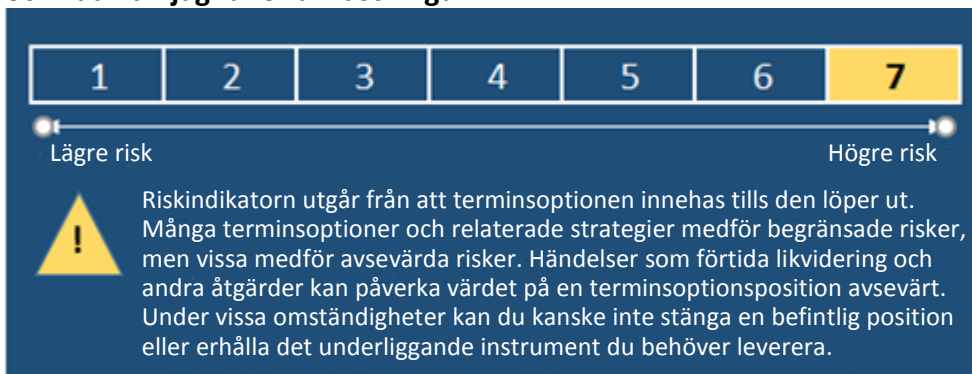 1 2 3 4 5 6 7
Lägre risk Högre risk
Riskindikatorn utgår från att terminsoptionen innehas tills den löper ut.
Många terminsoptioner och relaterade strategier medför begränsade risker,
men vissa medför avsevärda risker. Händelser som förtida likvidering och
andra åtgärder kan påverka värdet på en terminsoptionsposition avsevärt.
Under vissa omständigheter kan du kanske inte stänga en befintlig position
eller erhålla det underliggande instrument du behöver leverera.
!